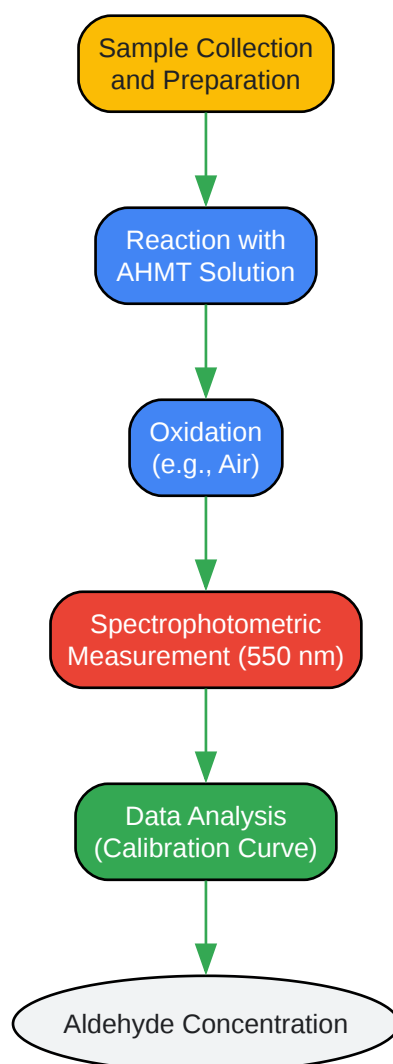 Sample Collection
and Preparation
Reaction with
AHMT Solution
Oxidation
(e.g., Air)
Spectrophotometric
Measurement (550 nm)
Data Analysis
(Calibration Curve)
Aldehyde Concentration